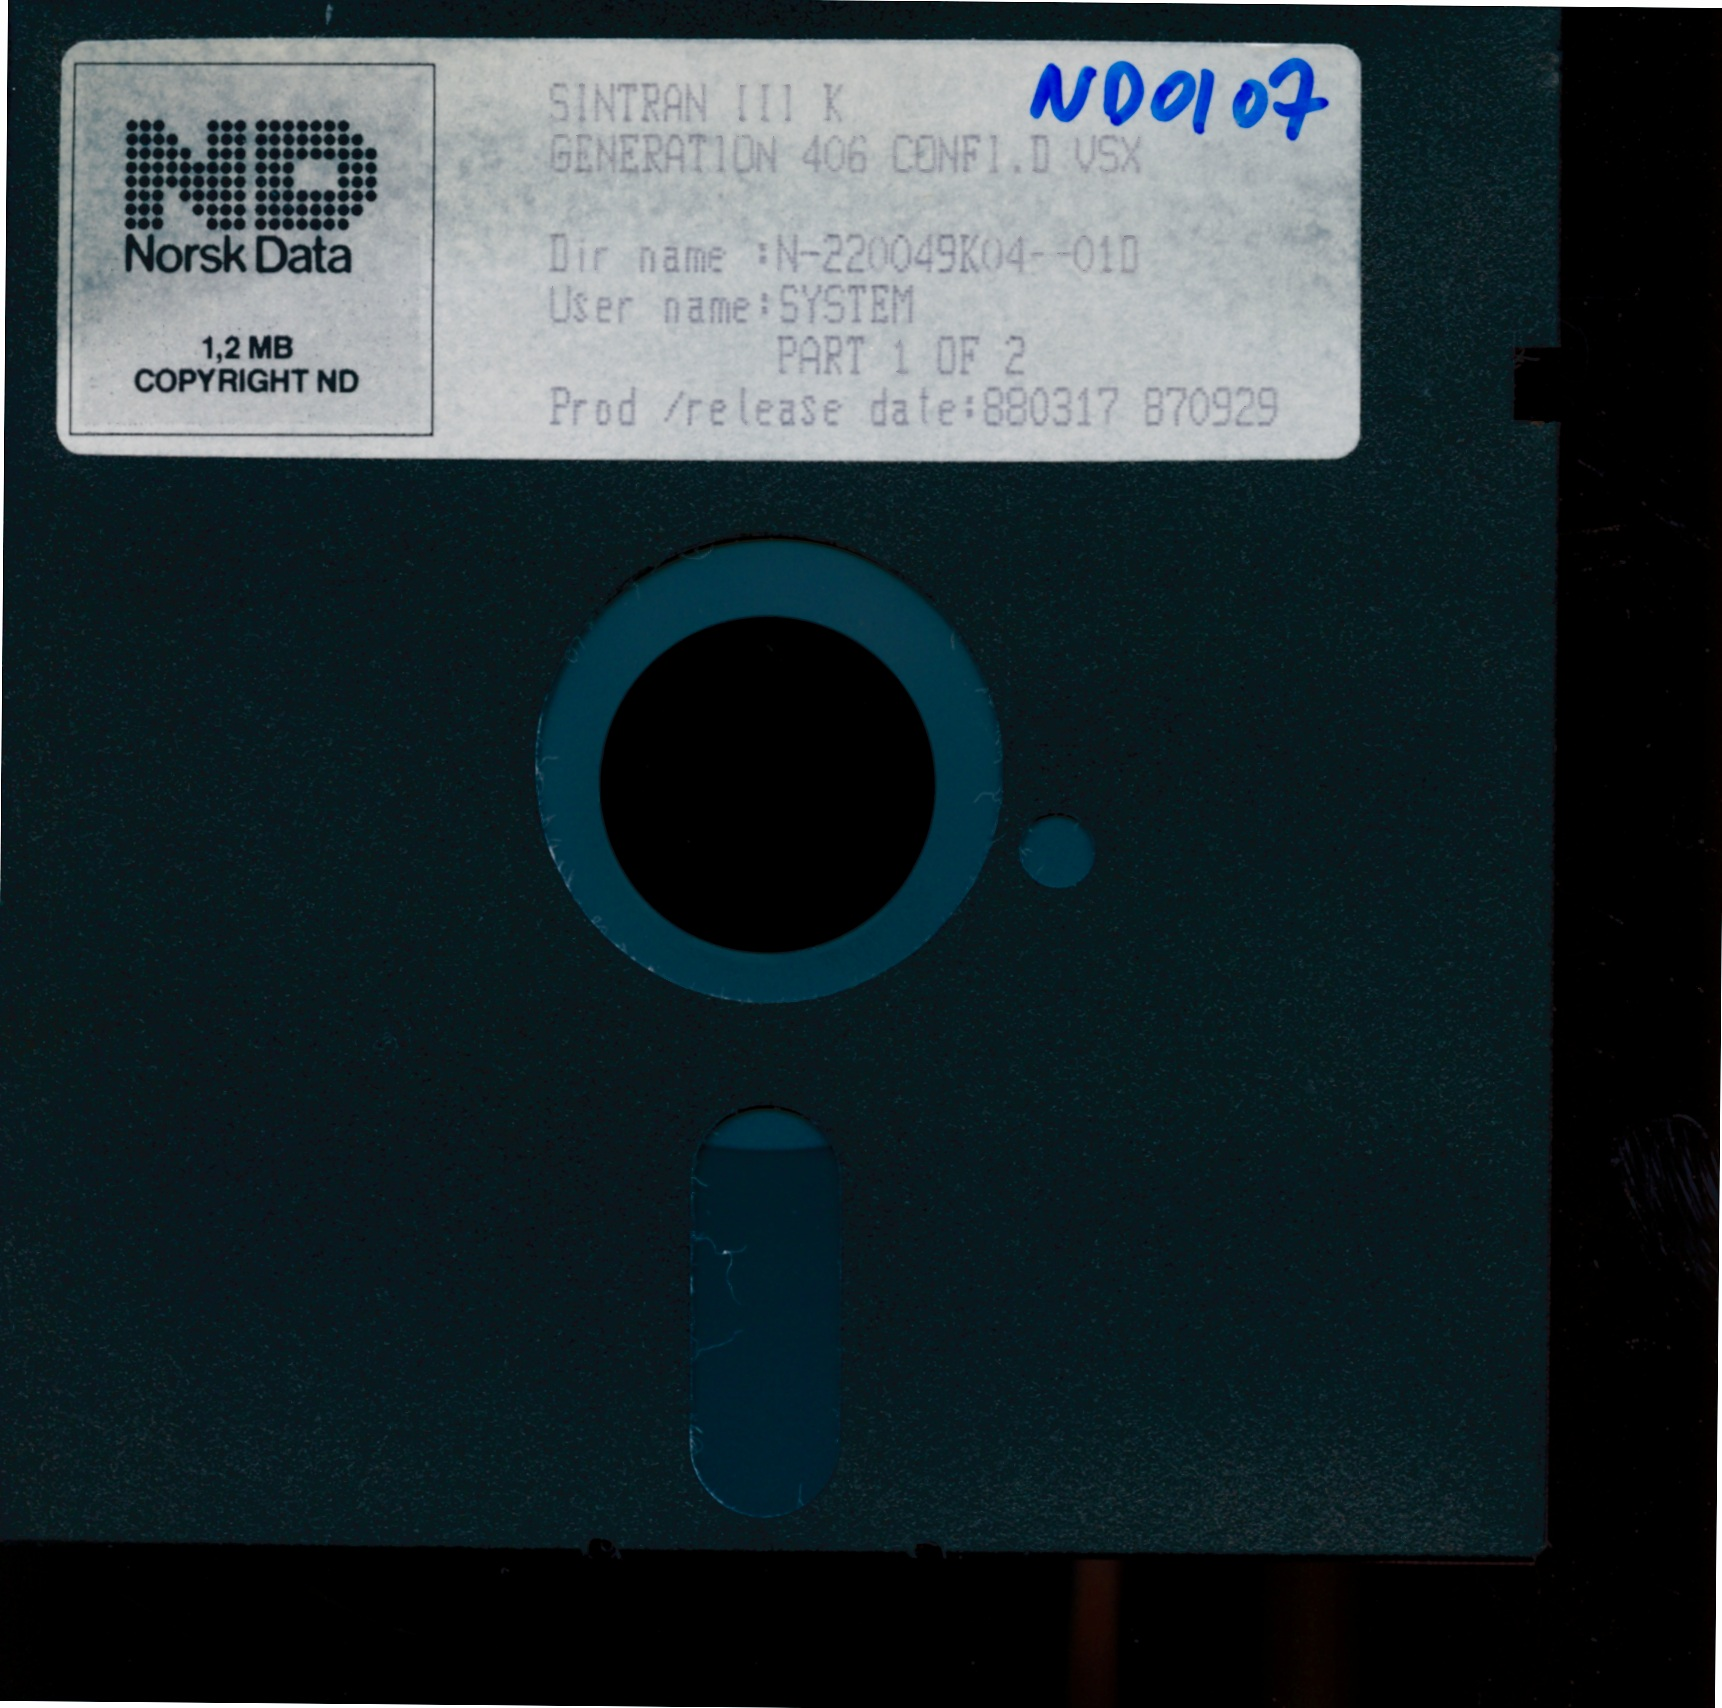 ND0107
ND
Norsk Data
1,2 MB
COPYRIGHT ND
SINTRAN III K
GENERATION 406 CONFI.D VSX
Dir name :N-220049K04--01D
User name:SYSTEM
PART 1 OF 2
Prod /release date:880317 870929